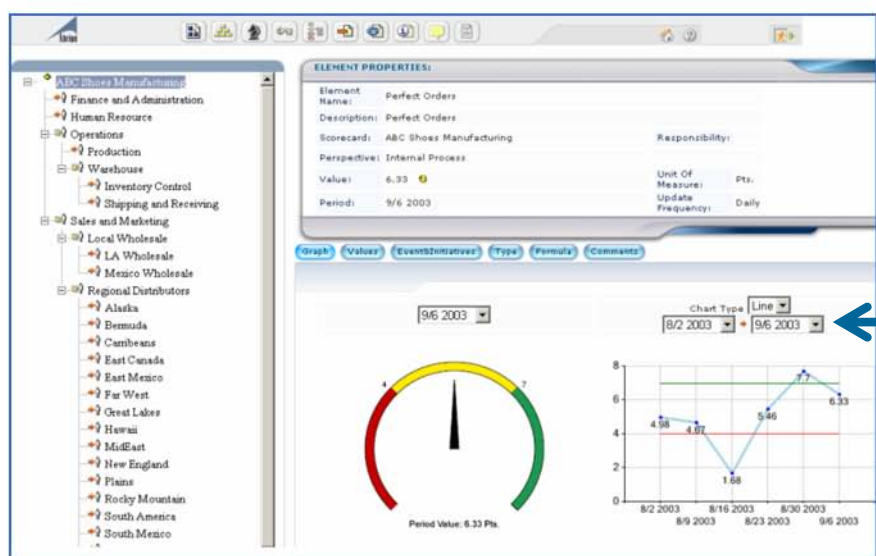 ABC Shoes Manufacturing
Finance and Administration
Human Resource
Operations
Production
Warehouse
Inventory Control
Shipping and Receiving
Sales and Marketing
Local Wholesale
LA Wholesale
Mexico Wholesale
Regional Distributors
Alaska
Bermuda
Carribeans
East Canada
East Mexico
Far West
Great Lakes
Hawaii
MidEast
New England
Plains
Rocky Mountain
South America
South Mexico
ELEMENT PROPERTIES:
Element Name: Perfect Orders
Description: Perfect Orders
Scorecard: ABC Shoes Manufacturing Responsibility:
Perspective: Internal Process
Value: 6.33 Unit Of Measure: Pts.
Period: 9/6 2003 Update Frequency: Daily
Graph Values Event&Initiatives Type Formula Comments
9/6 2003
Chart Type Line
8/2 2003 9/6 2003
4 7
Period Value: 6.33 Pts.
8
6
4
2
0
4.98 4.67 1.68 5.46 7.7 6.33
8/2 2003 8/16 2003 8/30 2003
8/9 2003 8/23 2003 9/6 2003